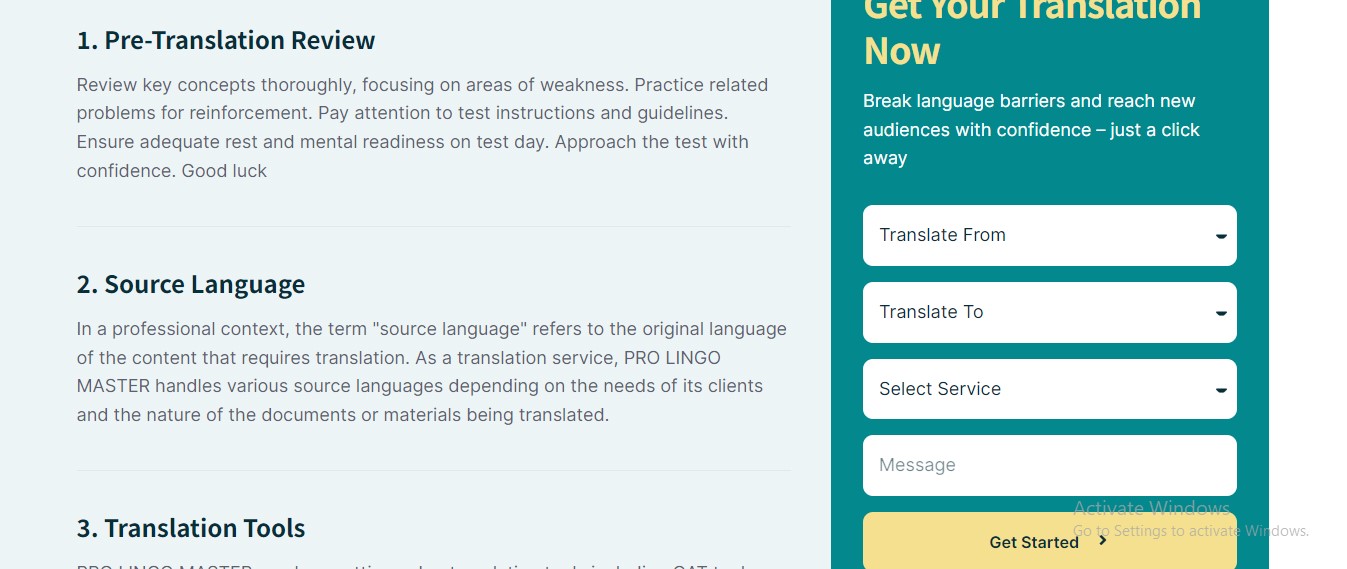 1. Pre-Translation Review
Review key concepts thoroughly, focusing on areas of weakness. Practice related
problems for reinforcement. Pay attention to test instructions and guidelines.
Ensure adequate rest and mental readiness on test day. Approach the test with
confidence. Good luck
2. Source Language
In a professional context, the term "source language" refers to the original language
of the content that requires translation. As a translation service, PRO LINGO
MASTER handles various source languages depending on the needs of its clients
and the nature of the documents or materials being translated.
3. Translation Tools
PRO LINGO MASTER
Get Your Translation
Now
Break language barriers and reach new
audiences with confidence – just a click
away
Translate From
Translate To
Select Service
Message
Get Started
Activate Windows
Go to Settings to activate Windows.